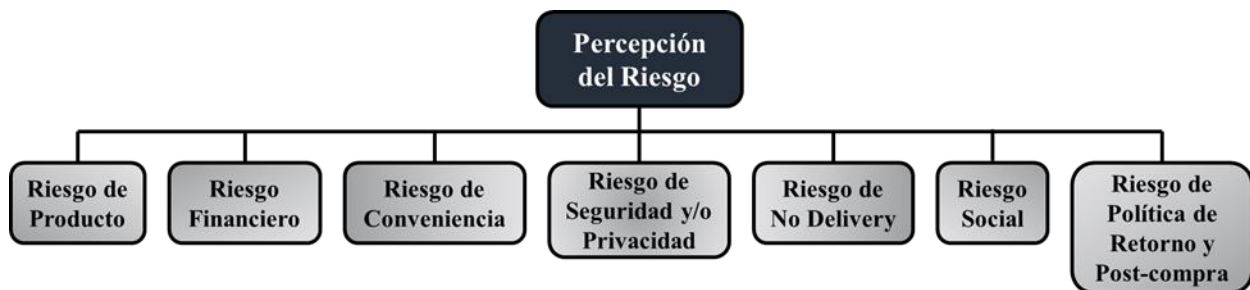 Percepción
del Riesgo
Riesgo de
Producto
Riesgo
Financiero
Riesgo de
Conveniencia
Riesgo de
Seguridad y/o
Privacidad
Riesgo de
No Delivery
Riesgo
Social
Riesgo de
Política de
Retorno y
Post-compra